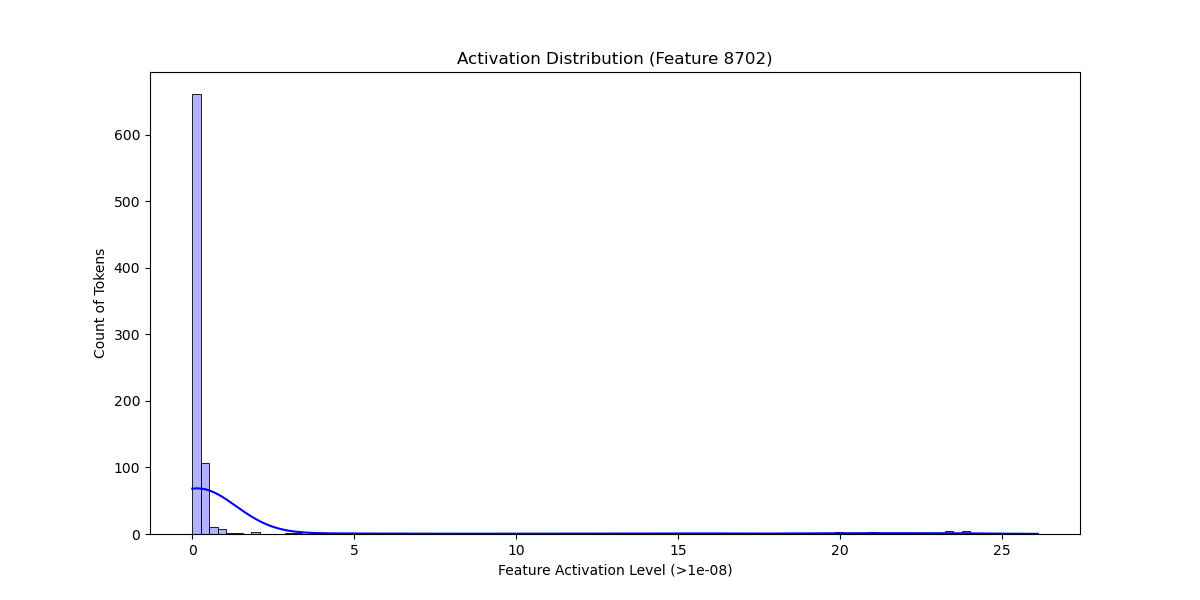 Activation Distribution (Feature 8702)
Count of Tokens
600
500
400
300
200
100
0
0 5 10 15 20 25
Feature Activation Level (>1e-08)